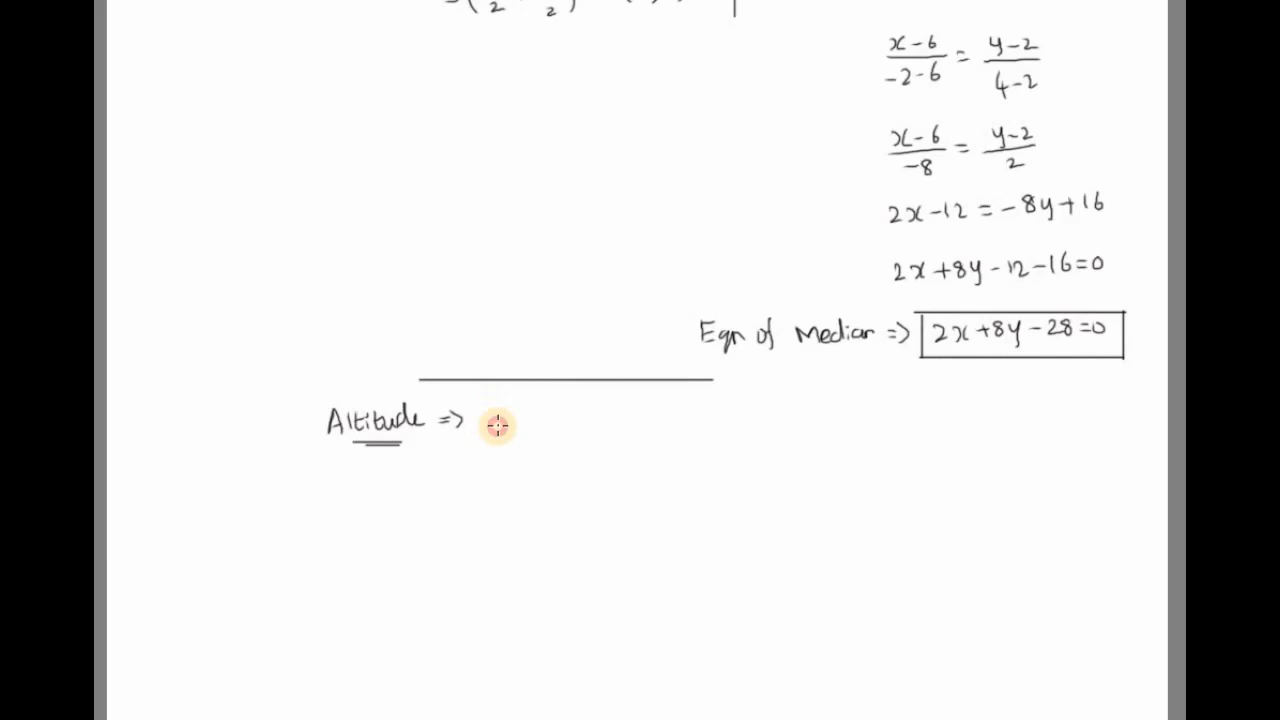 x-6/-2-6 = y-2/4-2
x-6/-8 = y-2/2
2x-12 = -8y+16
2x+8y-12-16=0
Eqn of Median => 2x+8y-28=0
Altitude =>